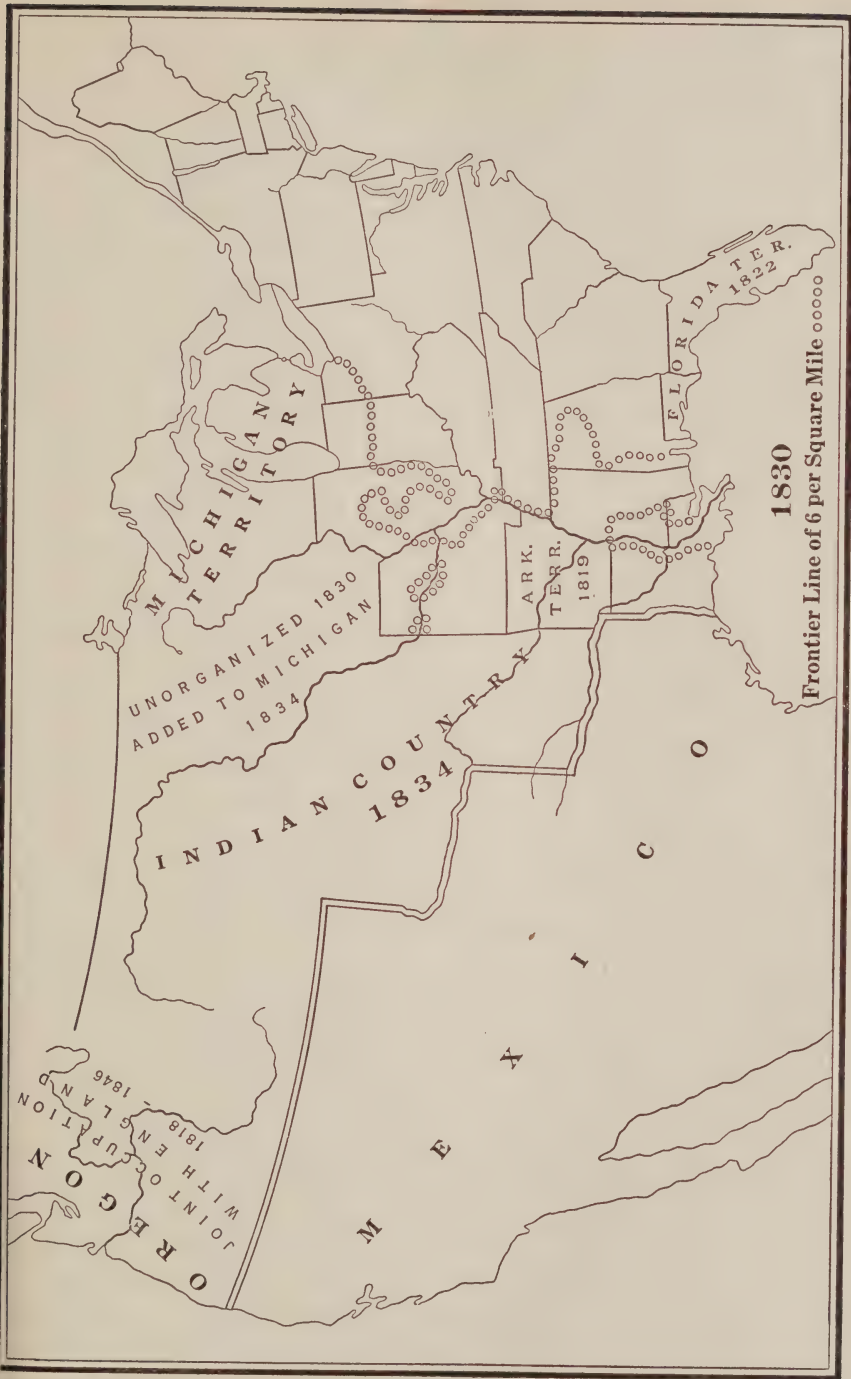 OREGON
JOINT OCCUPATION
WITH ENGLAND
1818 - 1846
UNORGANIZED 1830
ADDED TO MICHIGAN
1834
MICHIGAN
TERRITORY
INDIAN COUNTRY
1834
ARK.
TERR.
1819
MEXICO
FLORIDA TER.
1822
1830
Frontier Line of 6 per Square Mile ooooo